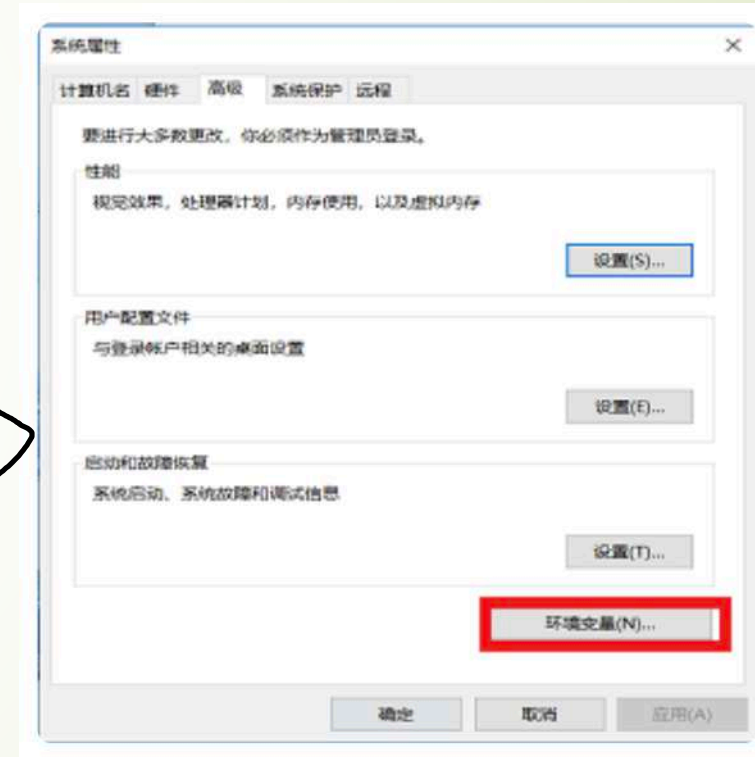 系统属性
计算机名 硬件 高级 系统保护 远程
要进行大多数更改，你必须作为管理员登录。
性能
视觉效果，处理器计划，内存使用，以及虚拟内存
设置(S)...
用户配置文件
与登录帐户相关的桌面设置
设置(E)...
启动和故障恢复
系统启动、系统故障和调试信息
设置(T)...
环境变量(N)...
确定 取消 应用(A)